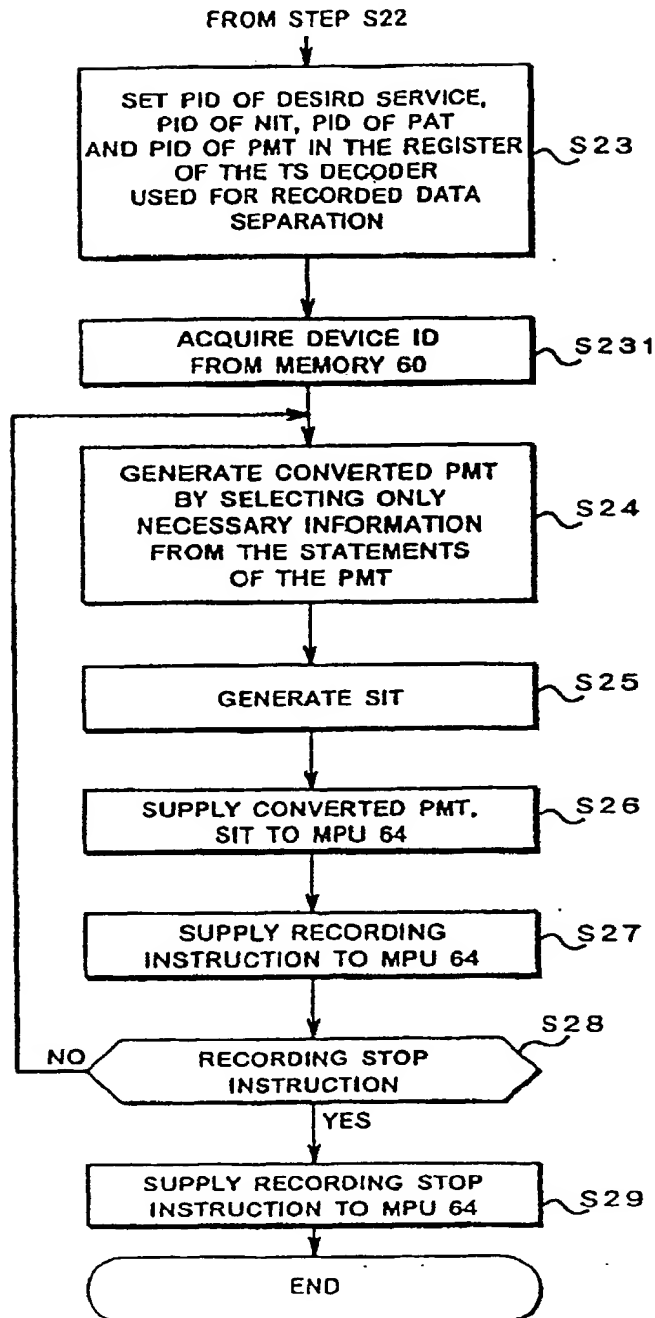 FROM STEP S22
SET PID OF DESIRD SERVICE,
PID OF NIT, PID OF PAT
AND PID OF PMT IN THE REGISTER
OF THE TS DECODER
USED FOR RECORDED DATA
SEPARATION
S23
ACQUIRE DEVICE ID
FROM MEMORY 60
S231
GENERATE CONVERTED PMT
BY SELECTING ONLY
NECESSARY INFORMATION
FROM THE STATEMENTS
OF THE PMT
S24
GENERATE SIT
S25
SUPPLY CONVERTED PMT,
SIT TO MPU 64
S26
SUPPLY RECORDING
INSTRUCTION TO MPU 64
S27
S28
NO
RECORDING STOP
INSTRUCTION
YES
SUPPLY RECORDING STOP
INSTRUCTION TO MPU 64
S29
END